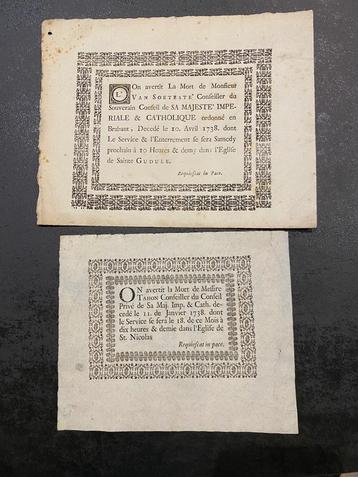 L'On avertit La Mort de Monsieur
VAN SOETRYTE Conseiller du
Souverain Conseil de SA MAJESTE' IMPE-
RIALE & CATHOLIQUE ordonné en
Brabant, Decedé le 10. Avril 1738. dont
Le Service & l'Enterrement se fera Samedy
prochain à 10 Heures & demy dans l'Eglise
de Sainte GUDULE.
Requiescat in Pace.
ON avertit la Mort de Messire
TAHON Conseiller du Conseil
Privé de Sa Maj. Imp. & Cath. de-
cedé le 11. de Janvier 1738. dont
le Service se fera le 18. de ce Mois à
dix heures & demie dans l'Eglise de
St. Nicolas
Requiescat in pace.